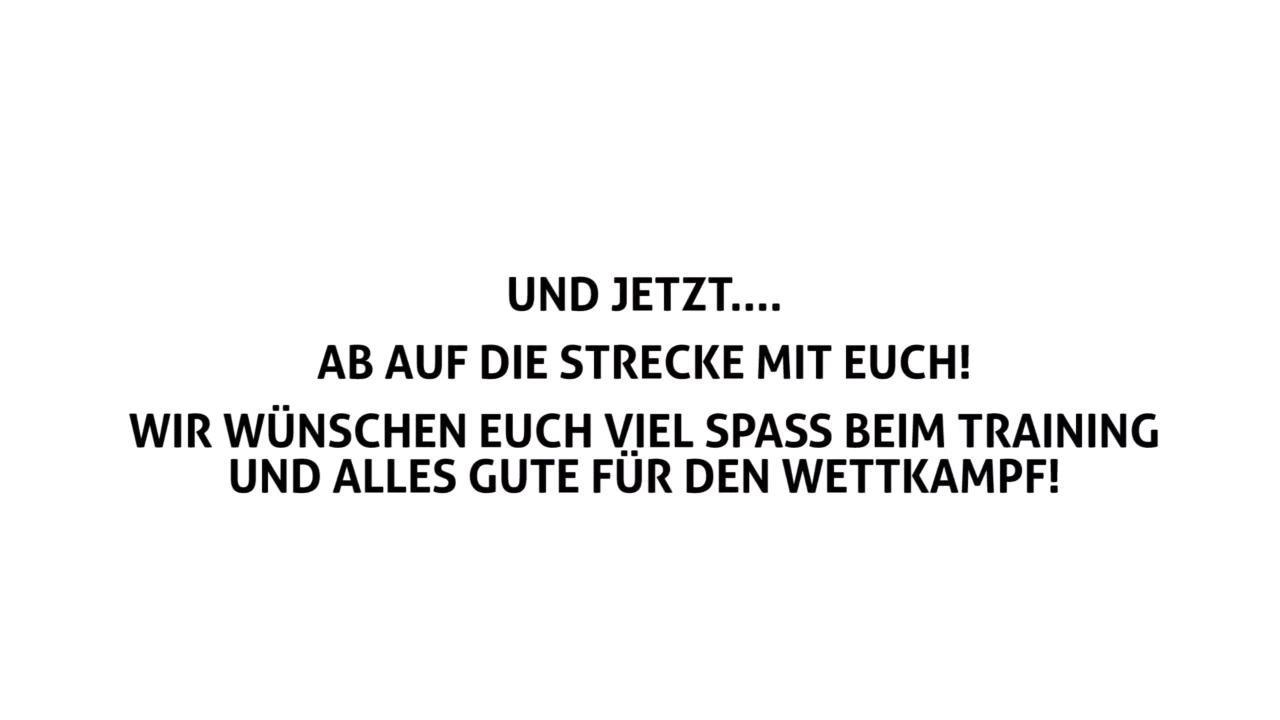 UND JETZT....
AB AUF DIE STRECKE MIT EUCH!
WIR WÜNSCHEN EUCH VIEL SPASS BEIM TRAINING
UND ALLES GUTE FÜR DEN WETTKAMPF!